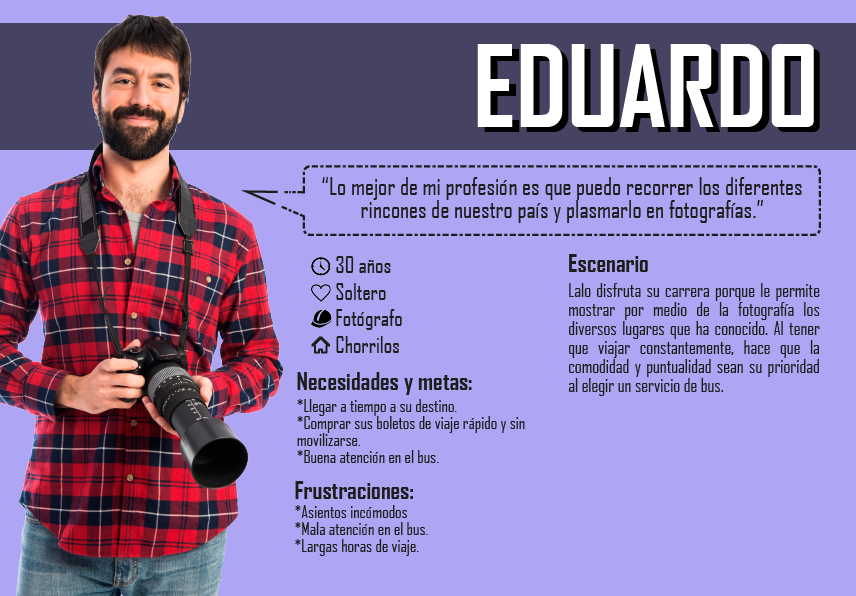 EDUARDO
“Lo mejor de mi profesión es que puedo recorrer los diferentes
rincones de nuestro país y plasmarlo en fotografías.”
30 años
Soltero
Fotógrafo
Chorrilos
Necesidades y metas:
*Llegar a tiempo a su destino.
*Comprar sus boletos de viaje rápido y sin
movilizarse.
*Buena atención en el bus.
Frustraciones:
*Asientos incómodos
*Mala atención en el bus.
*Largas horas de viaje.
Escenario
Lalo disfruta su carrera porque le permite
mostrar por medio de la fotografía los
diversos lugares que ha conocido. Al tener
que viajar constantemente, hace que la
comodidad y puntualidad sean su prioridad
al elegir un servicio de bus.